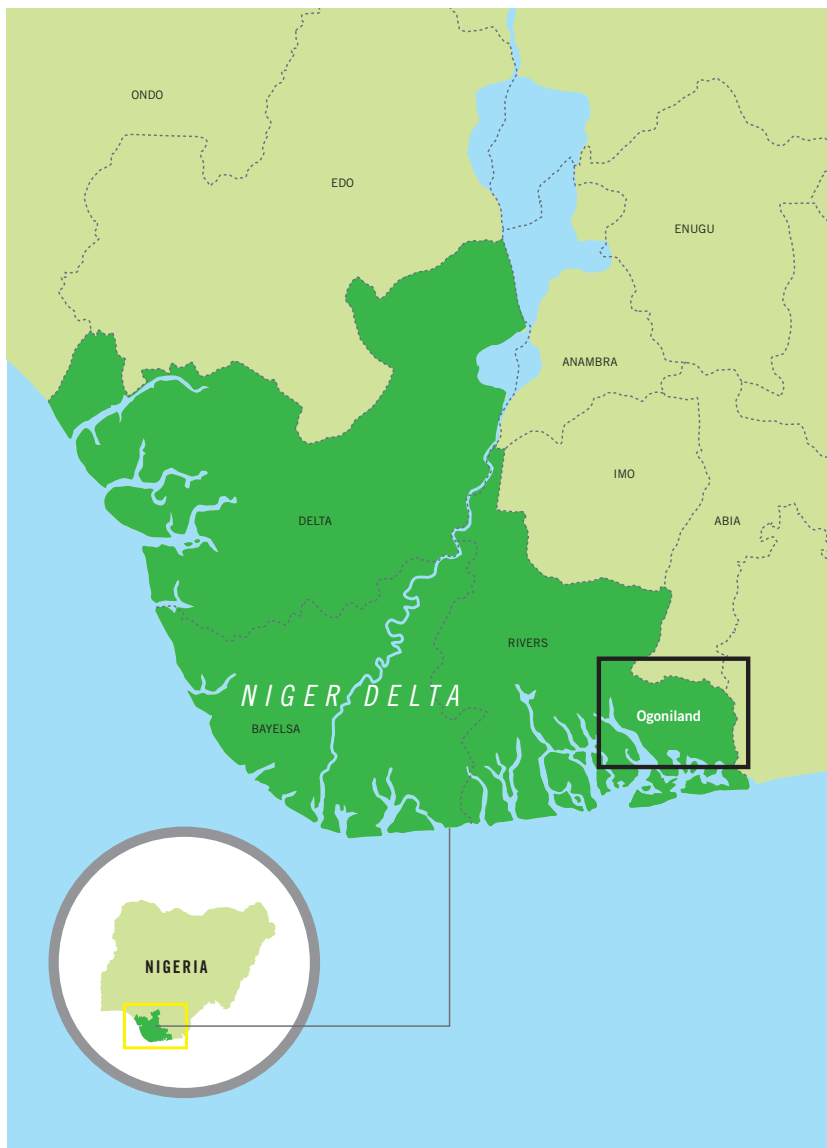 ONDO
EDO
ENUGU
ANAMBRA
IMO
DELTA
ABIA
RIVERS
NIGER DELTA
Ogoniland
BAYELSA
NIGERIA